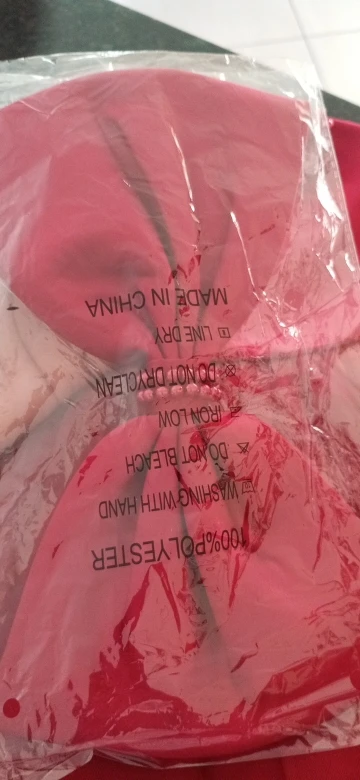 100%POLYESTER
WASHING WITH HAND
DO NOT BLEACH
IRON LOW
DO NOT DRYCLEAN
LINE DRY
MADE IN CHINA